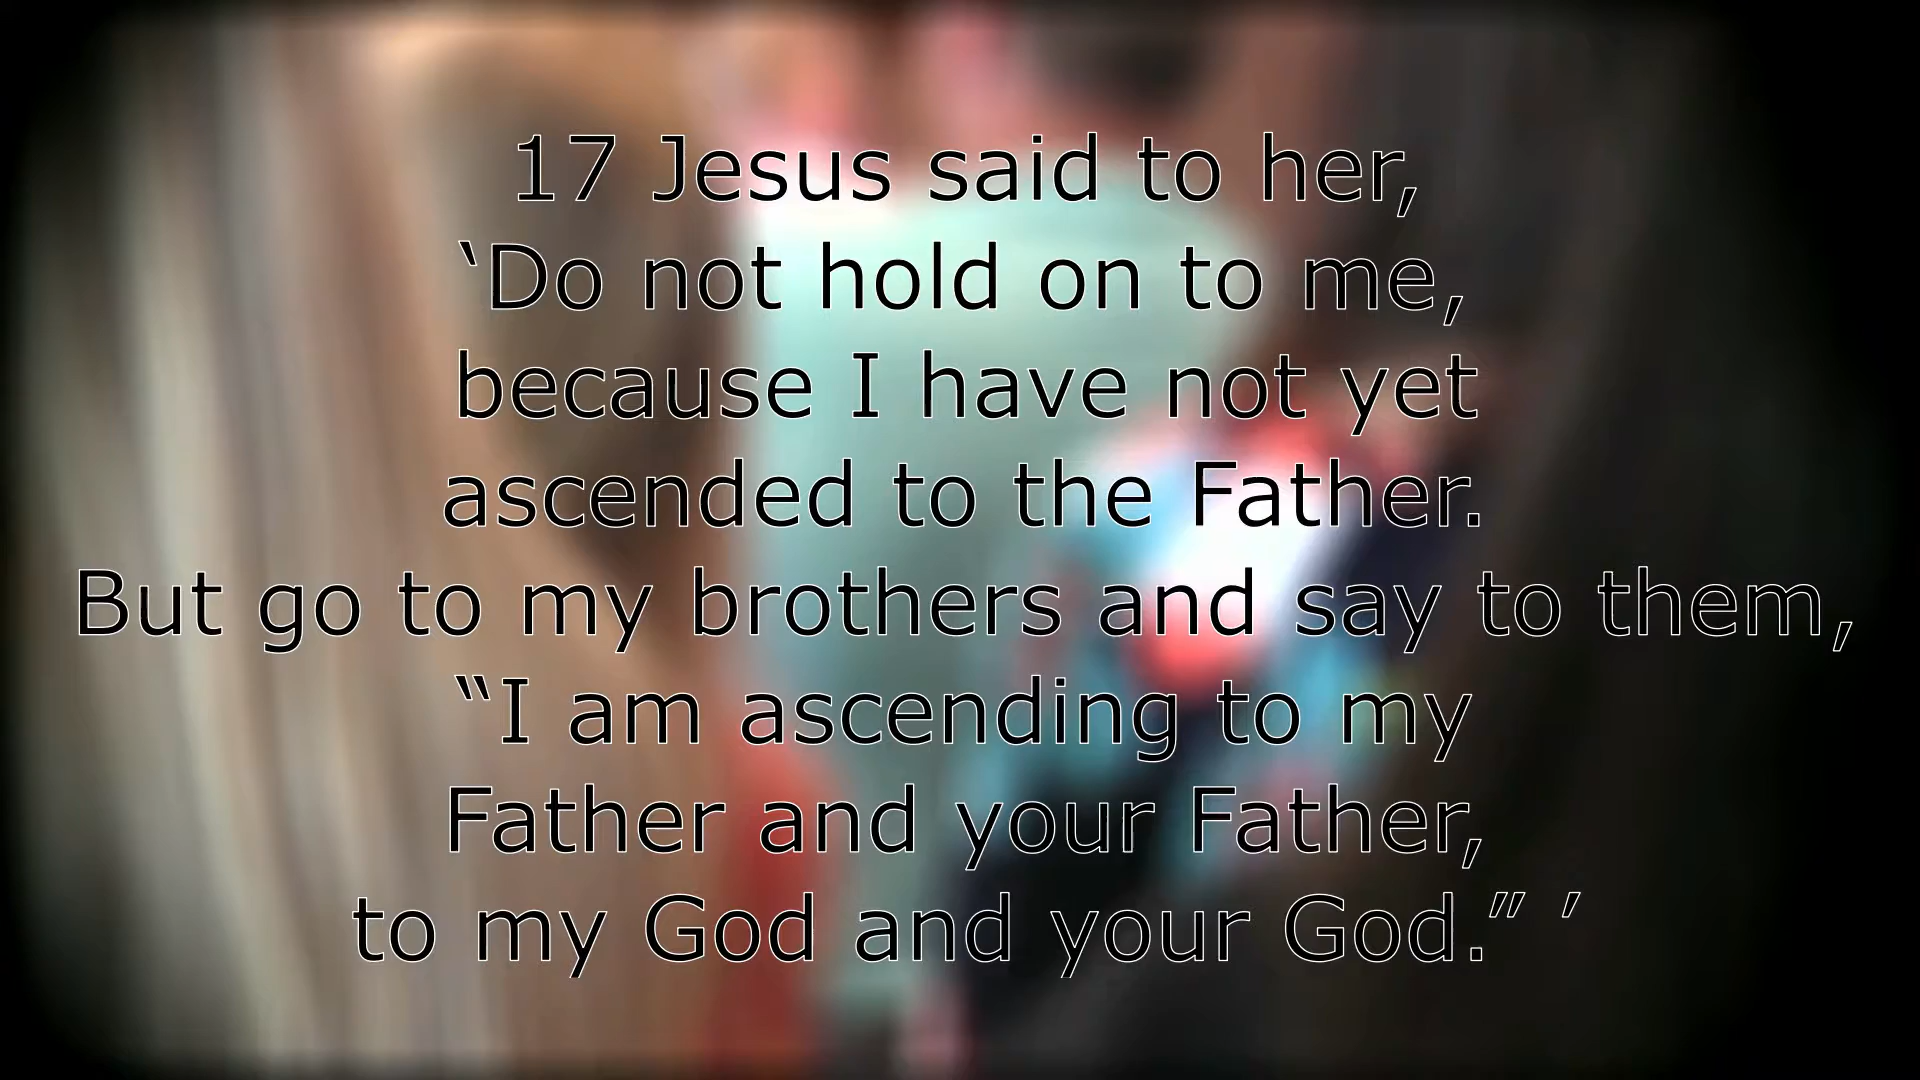 17 Jesus said to her,
‘Do not hold on to me,
because I have not yet
ascended to the Father.
But go to my brothers and say to them,
“I am ascending to my
Father and your Father,
to my God and your God.” ’